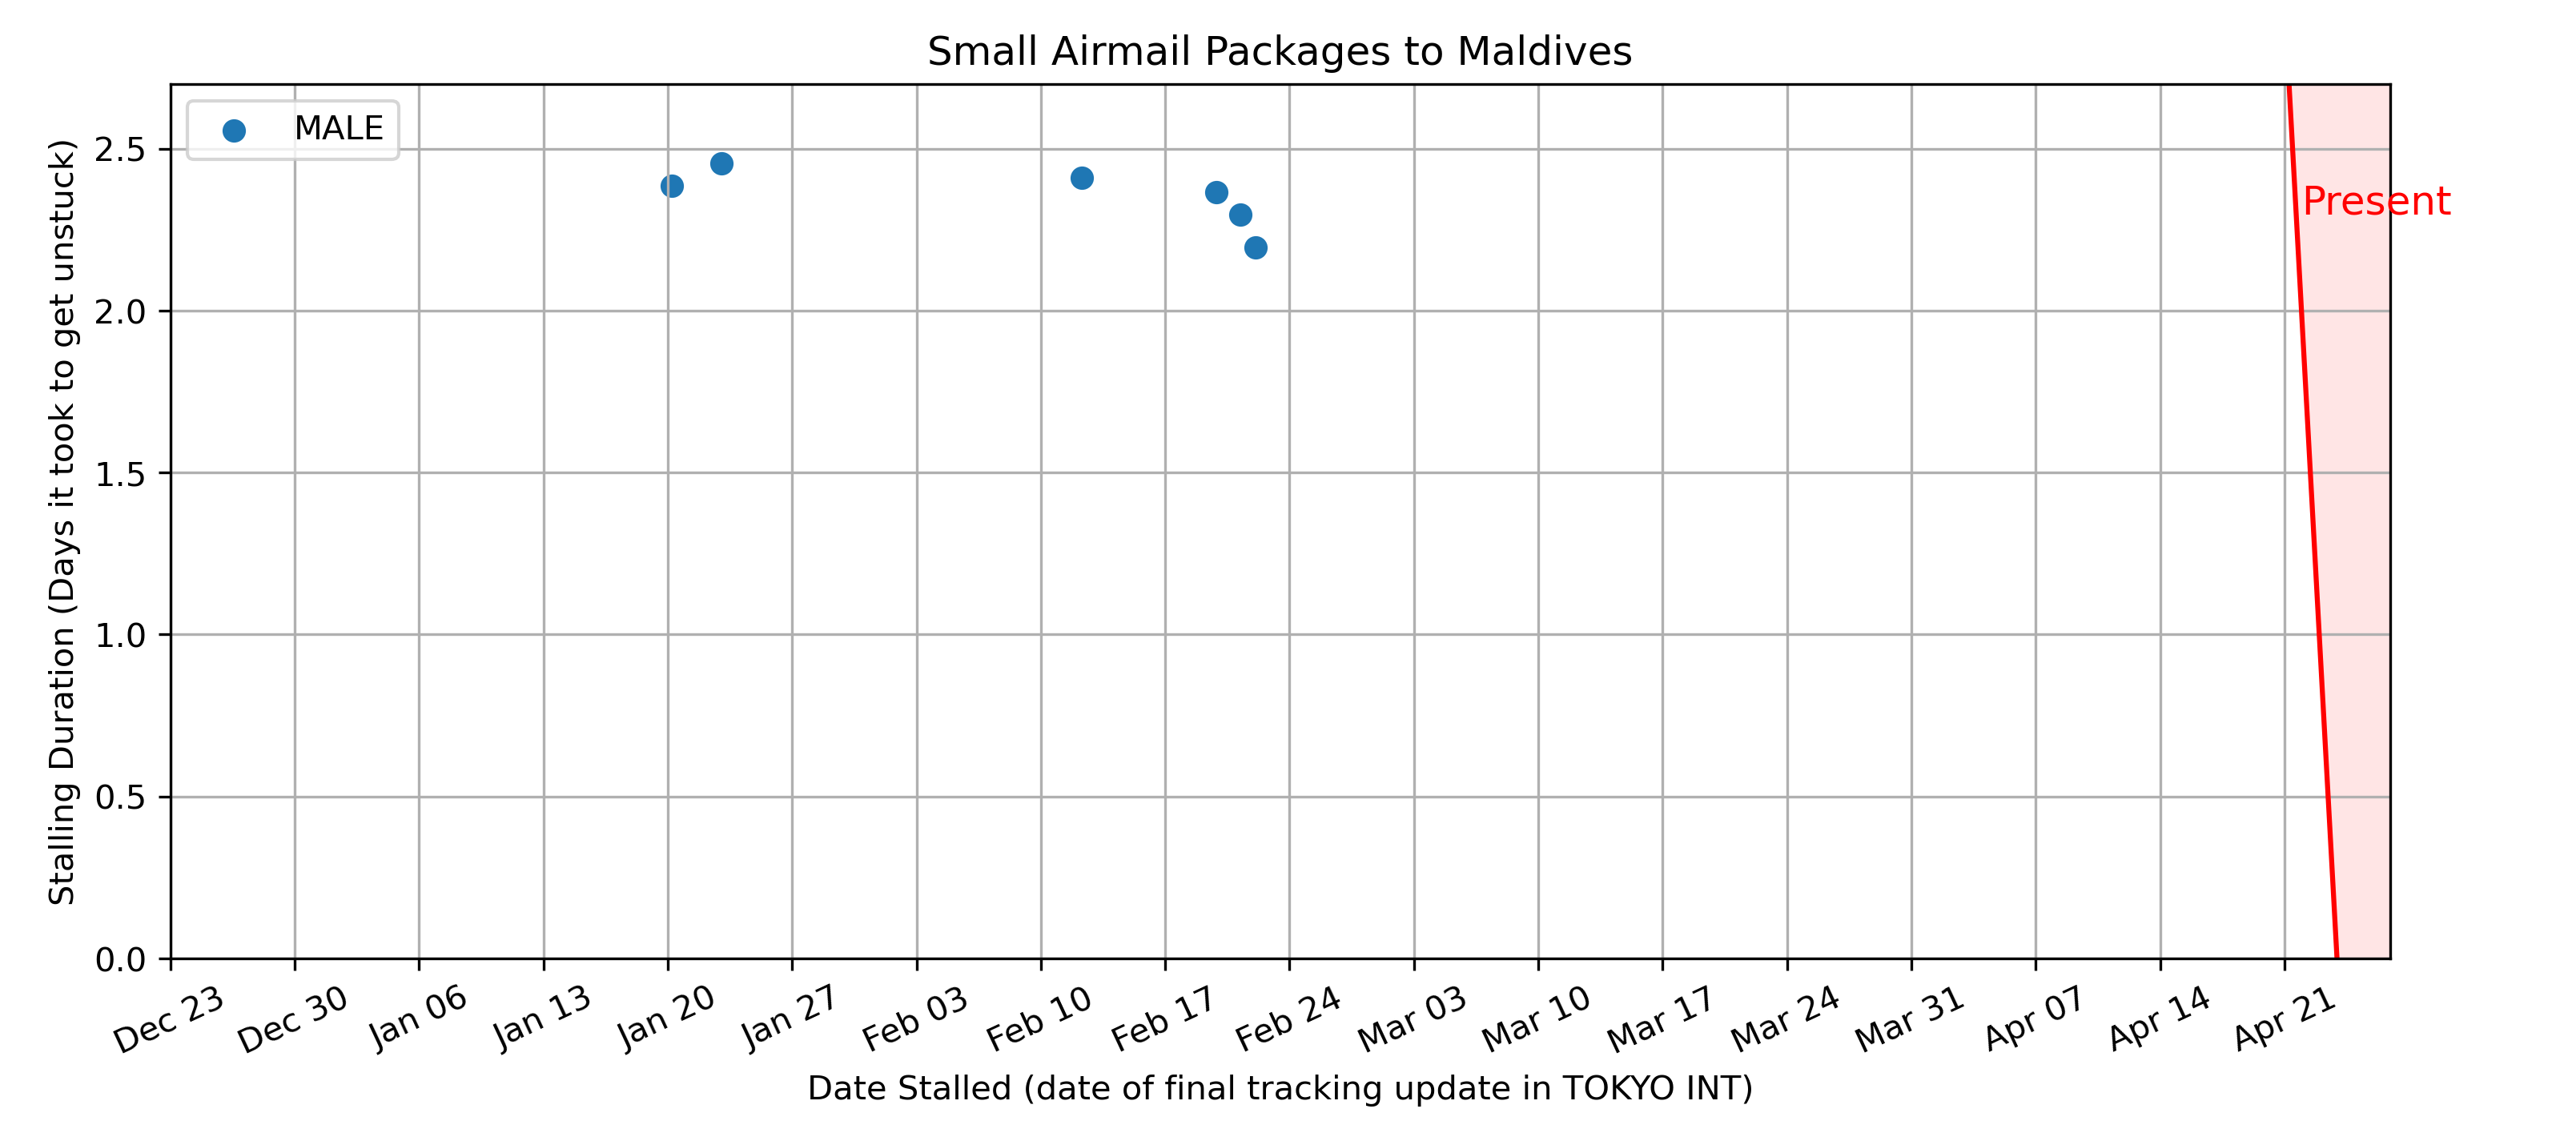 Small Airmail Packages to Maldives
MALE
Present
Stalling Duration (Days it took to get unstuck)
2.5
2.0
1.5
1.0
0.5
0.0
Dec 23
Dec 30
Jan 06
Jan 13
Jan 20
Jan 27
Feb 03
Feb 10
Feb 17
Feb 24
Mar 03
Mar 10
Mar 17
Mar 24
Mar 31
Apr 07
Apr 14
Apr 21
Date Stalled (date of final tracking update in TOKYO INT)